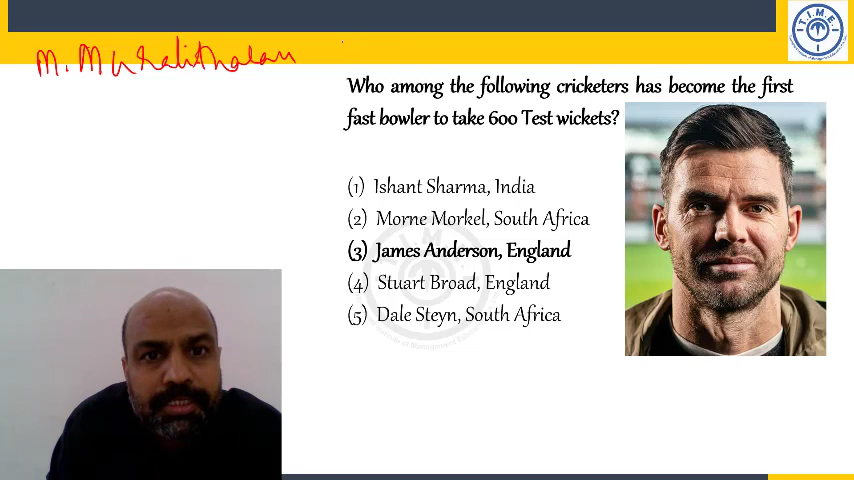 T.I.M.E.
M. Muralitharan
Who among the following cricketers has become the first
fast bowler to take 600 Test wickets?
(1) Ishant Sharma, India
(2) Morne Morkel, South Africa
(3) James Anderson, England
(4) Stuart Broad, England
(5) Dale Steyn, South Africa